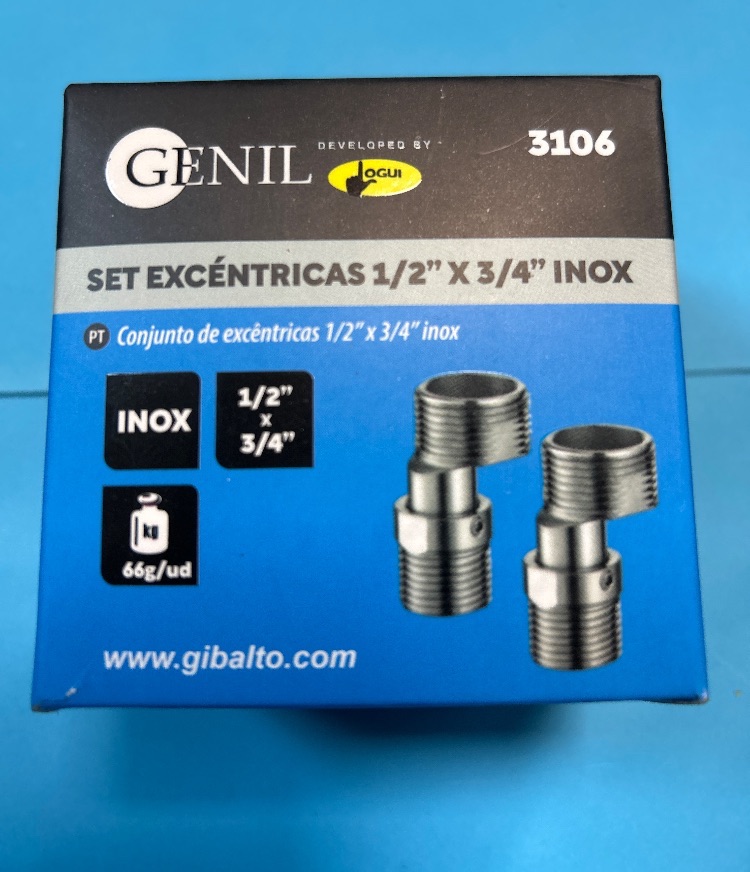 GENIL
DEVELOPED BY
LOGUI
3106
SET EXCÉNTRICAS 1/2” X 3/4” INOX
PT Conjunto de excêntricas 1/2” x 3/4” inox
INOX
1/2”
x
3/4”
kg
66g/ud
www.gibalto.com